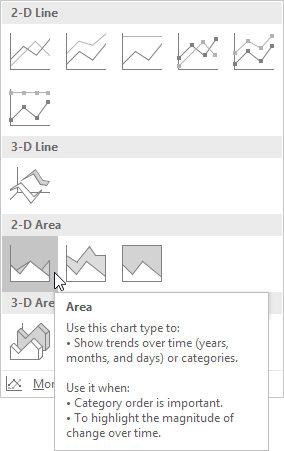 2-D Line
3-D Line
2-D Area
3-D Are
Area
Use this chart type to:
• Show trends over time (years,
months, and days) or categories.
Use it when:
• Category order is important.
• To highlight the magnitude of
change over time.
Mor